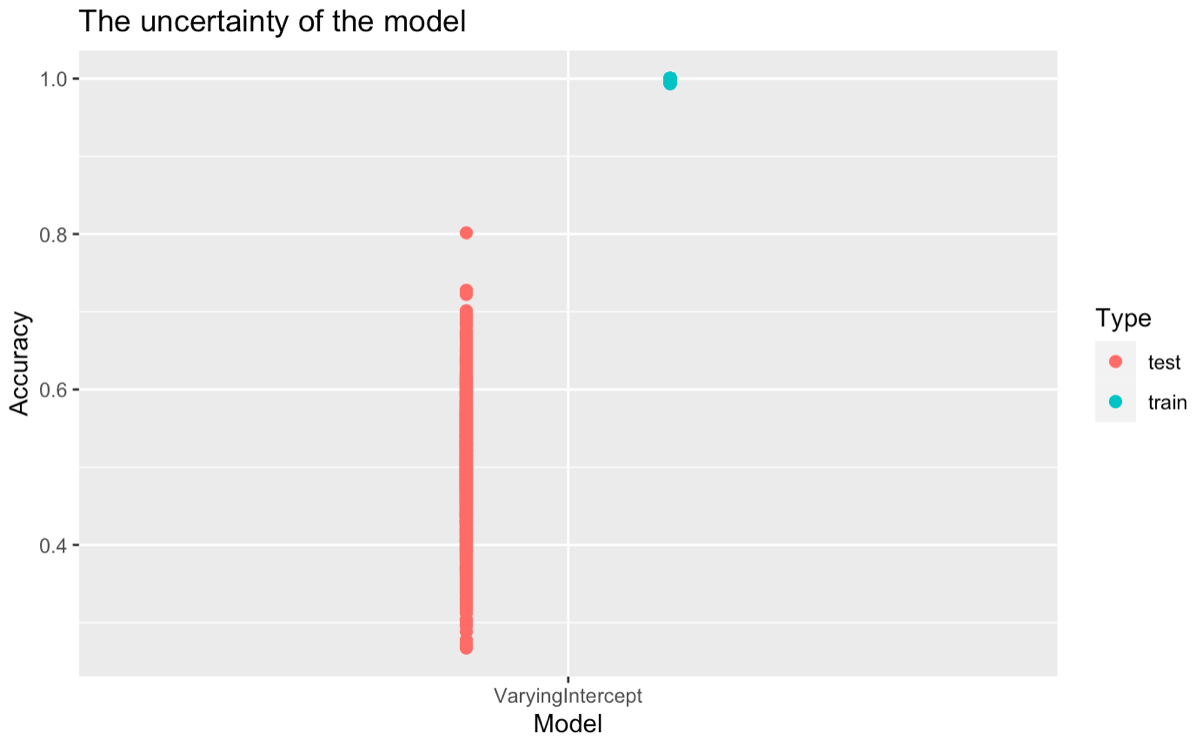 The uncertainty of the model
1.0
0.8
0.6
0.4
Accuracy
VaryingIntercept
Model
Type
test
train